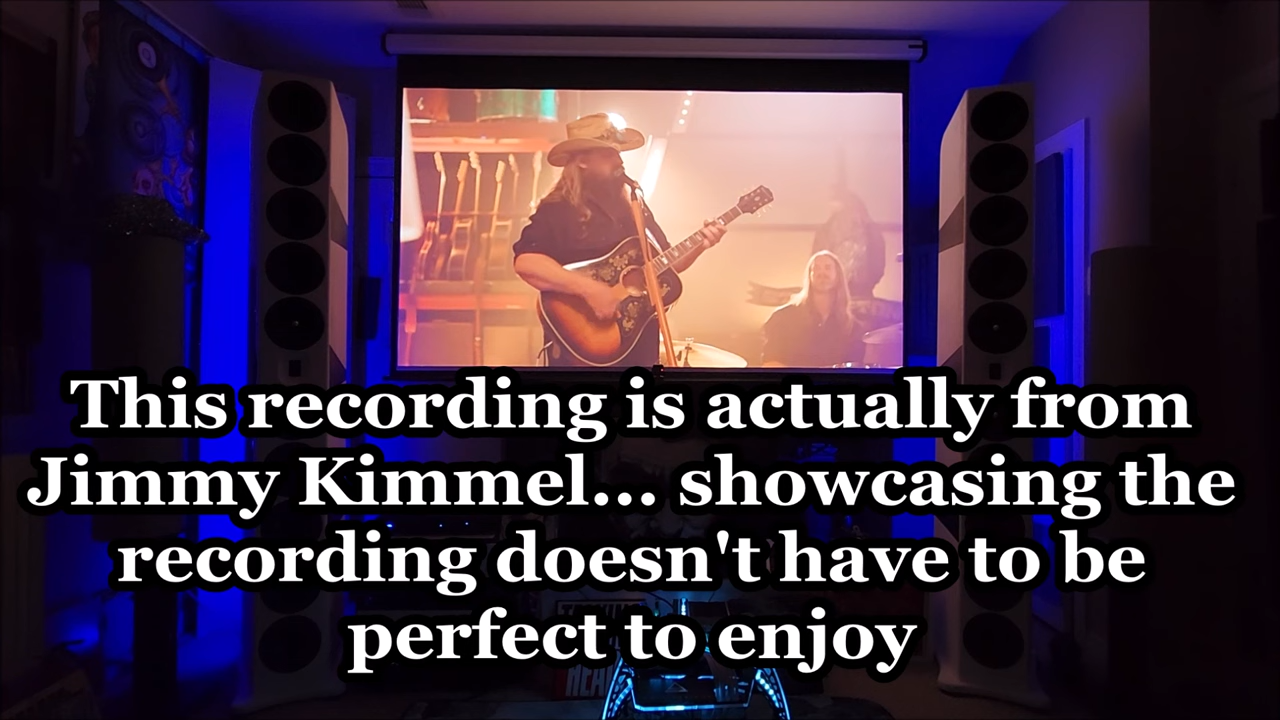 This recording is actually from
Jimmy Kimmel... showcasing the
recording doesn't have to be
perfect to enjoy